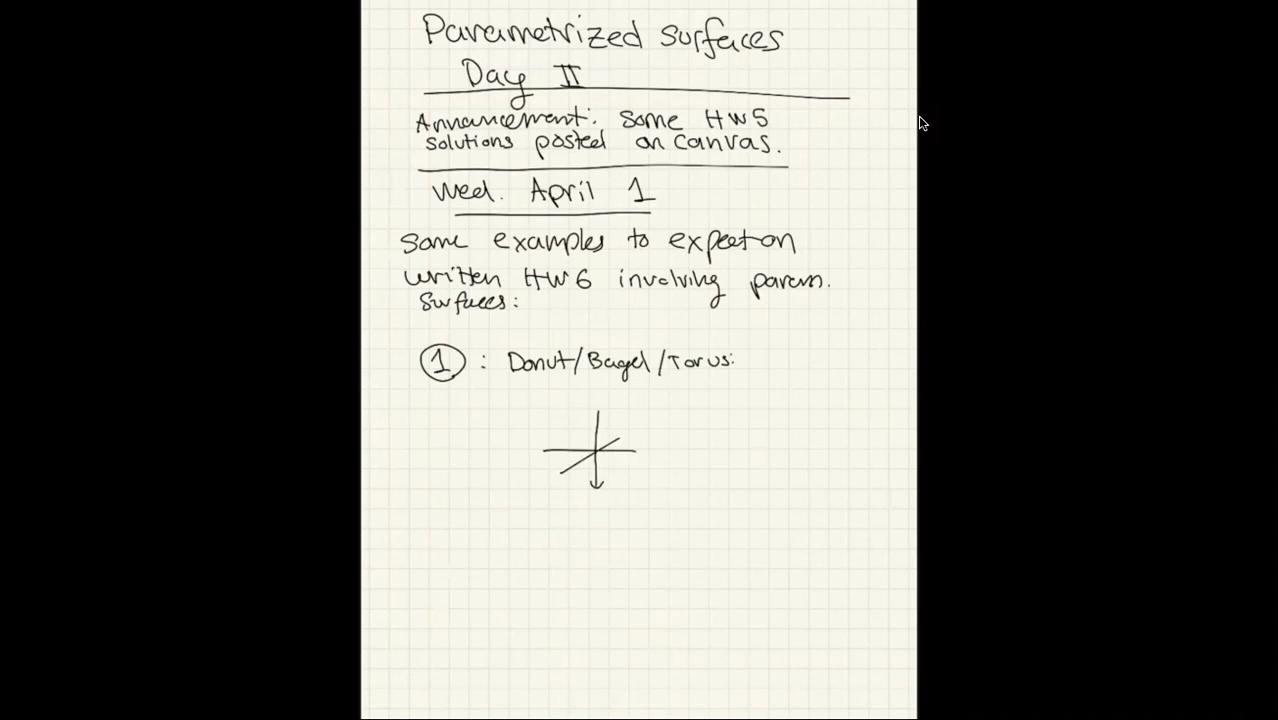 Parametrized surfaces
Day II
Annancement: Some HW5
solutions posted on canvas.
Wed. April 1
Some examples to expect on
written HW6 involving param.
Surfaces:
① : Donut/Bagel/Torus: